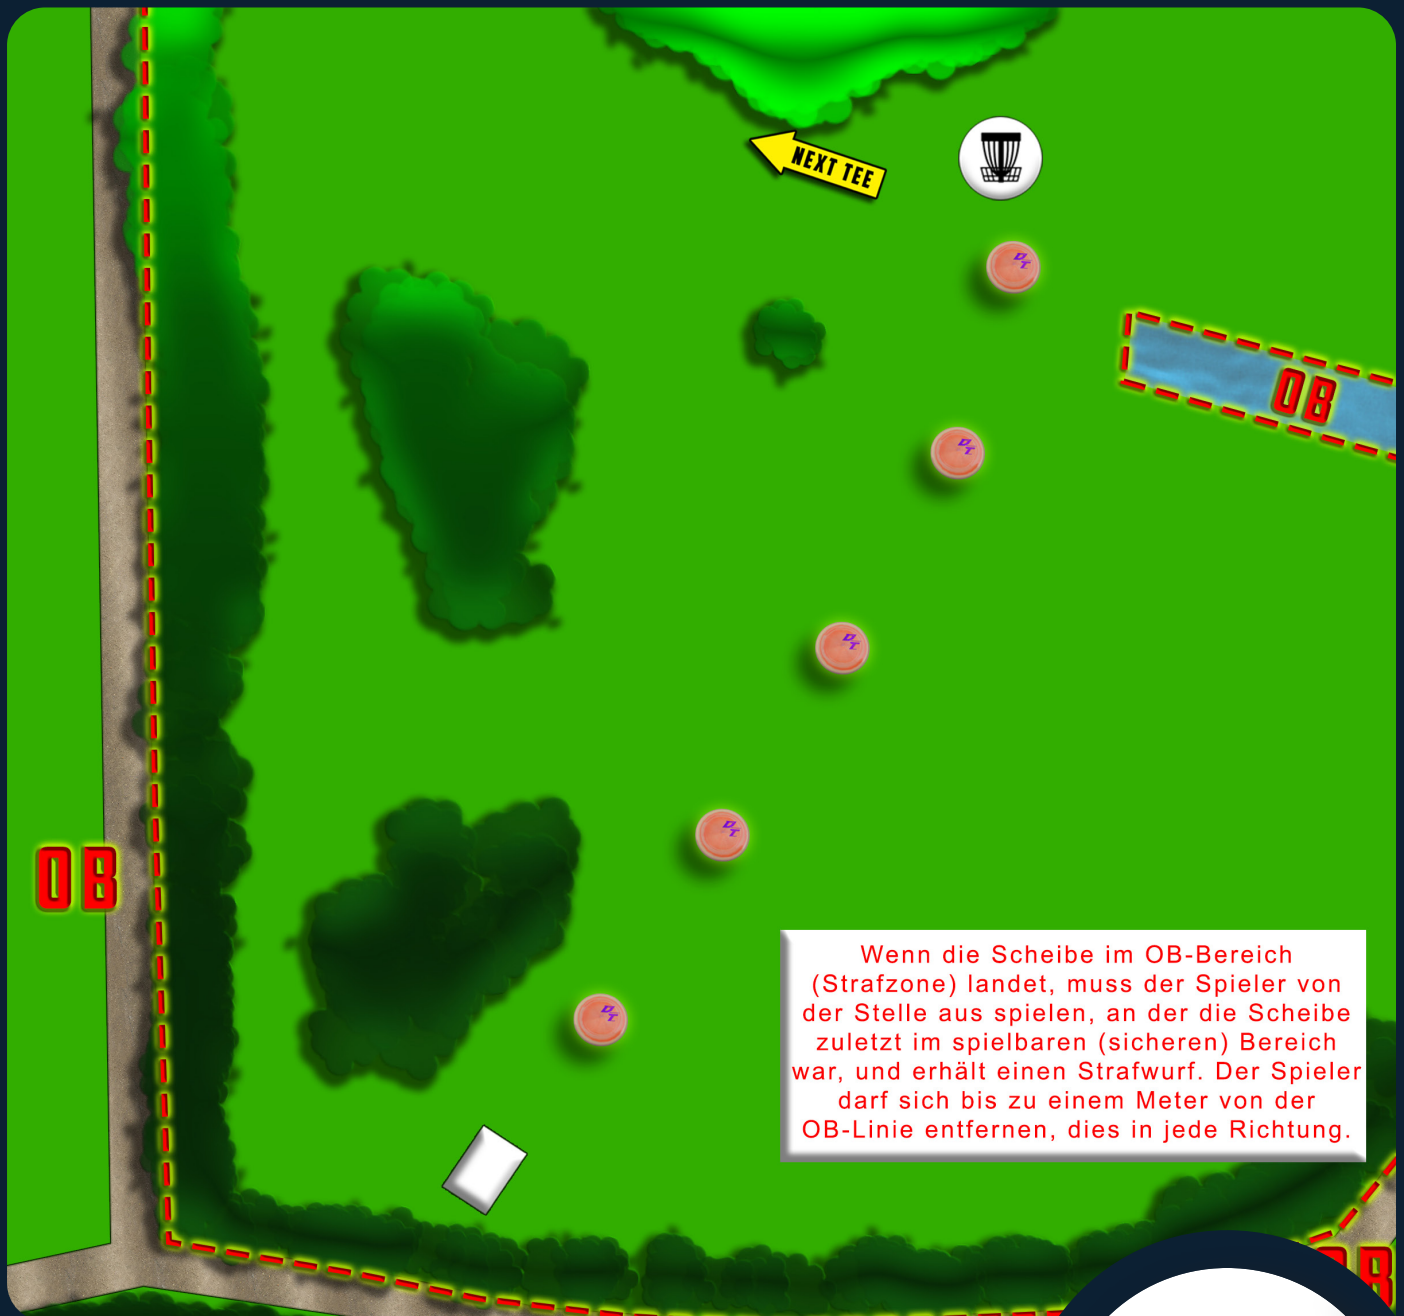 NEXT TEE
OB
D.T.
D.T.
D.T.
D.T.
OB
D.T.
Wenn die Scheibe im OB-Bereich
(Strafzone) landet, muss der Spieler von
der Stelle aus spielen, an der die Scheibe
zuletzt im spielbaren (sicheren) Bereich
war, und erhält einen Strafwurf. Der Spieler
darf sich bis zu einem Meter von der
OB-Linie entfernen, dies in jede Richtung.
OB